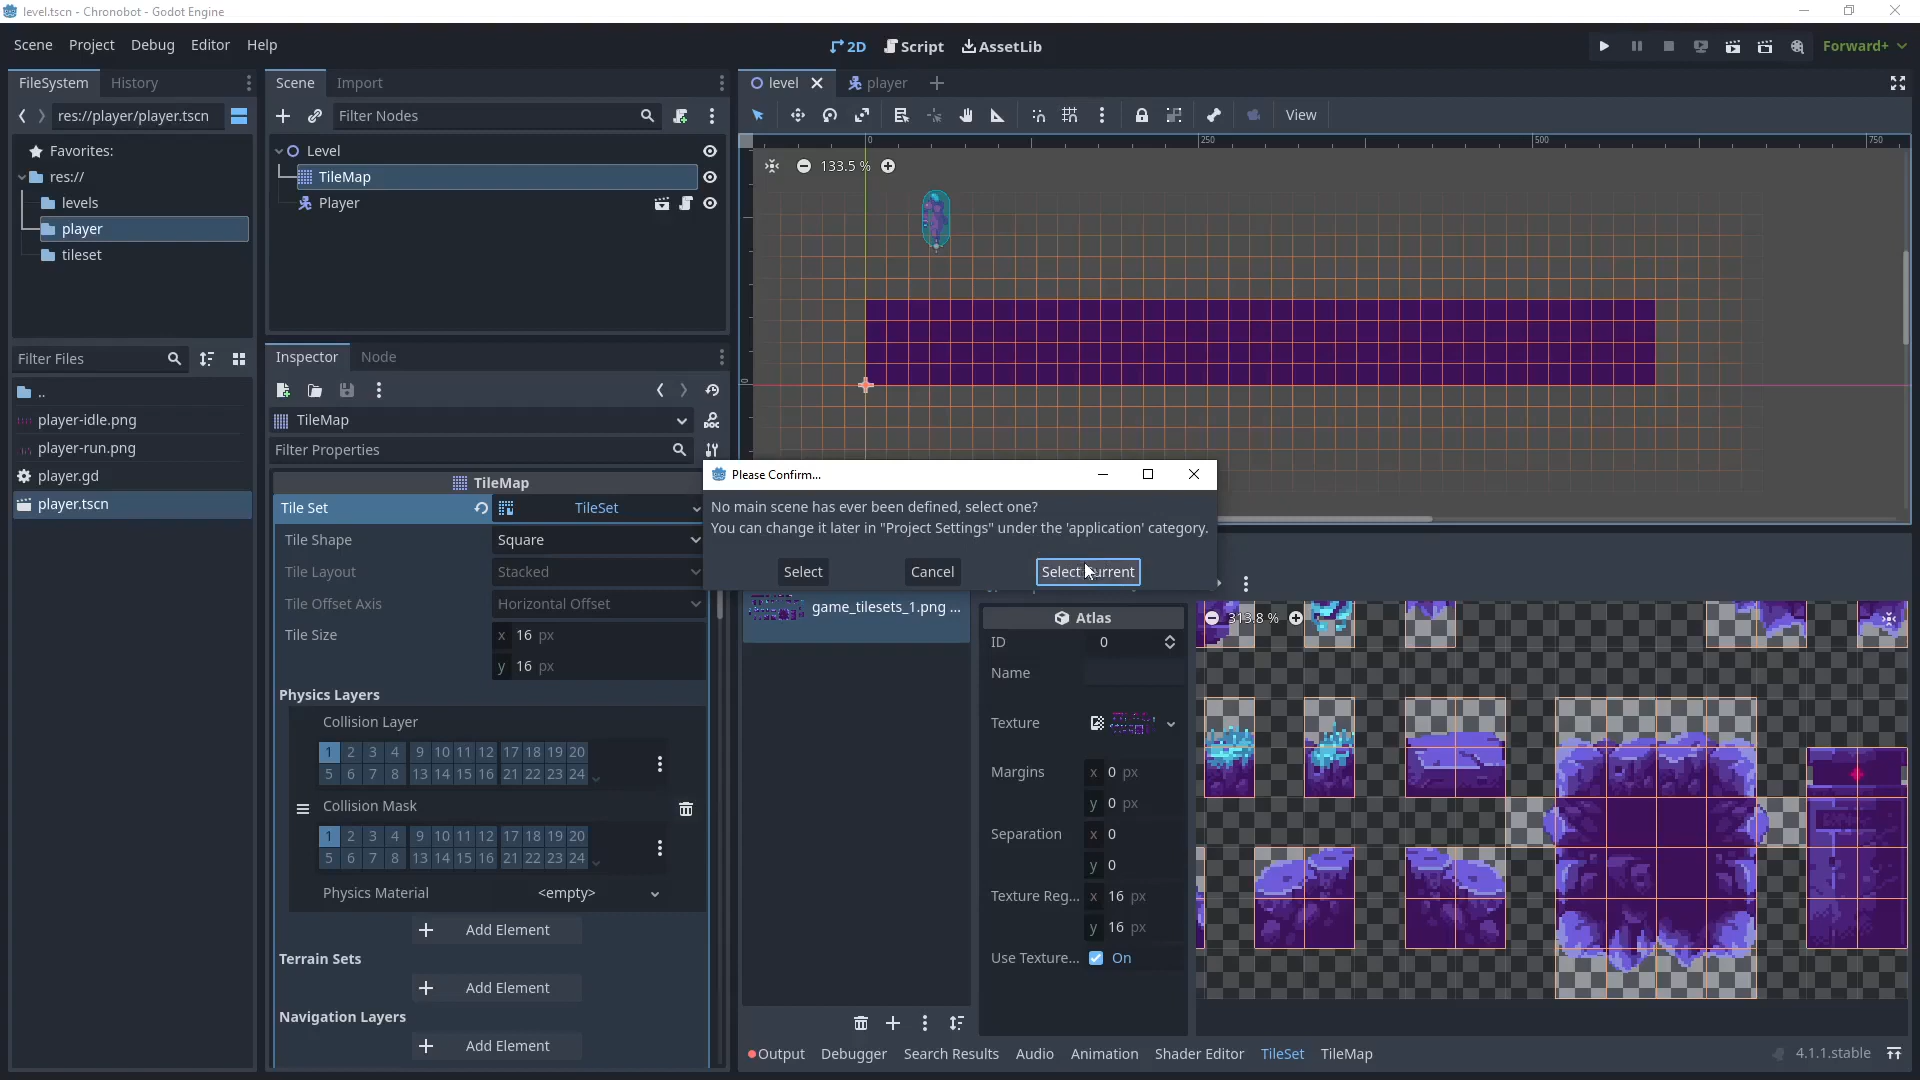 level.tscn - Chronobot - Godot Engine
Scene Project Debug Editor Help
2D Script AssetLib
Forward+
FileSystem History
res://player/player.tscn
Favorites:
res://
levels
player
tileset
Filter Files
..
player-idle.png
player-run.png
player.gd
player.tscn
Scene Import
Filter Nodes
Level
TileMap
Player
Inspector Node
TileMap
Filter Properties
TileMap
Tile Set TileSet
Tile Shape Square
Tile Layout Stacked
Tile Offset Axis Horizontal Offset
Tile Size x 16 px
y 16 px
Physics Layers
Collision Layer
1 2 3 4 9 10 11 12 17 18 19 20
5 6 7 8 13 14 15 16 21 22 23 24
Collision Mask
1 2 3 4 9 10 11 12 17 18 19 20
5 6 7 8 13 14 15 16 21 22 23 24
Physics Material <empty>
Add Element
Terrain Sets
Add Element
Navigation Layers
Add Element
level player
View
0 250 500 750
133.5 %
0
Please Confirm...
No main scene has ever been defined, select one?
You can change it later in "Project Settings" under the 'application' category.
Select Cancel Select Current
game_tilesets_1.png ...
Atlas
ID 0
Name
Texture
Margins x 0 px
y 0 px
Separation x 0
y 0
Texture Reg... x 16 px
y 16 px
Use Texture... On
313.8 %
Output Debugger Search Results Audio Animation Shader Editor TileSet TileMap
4.1.1.stable